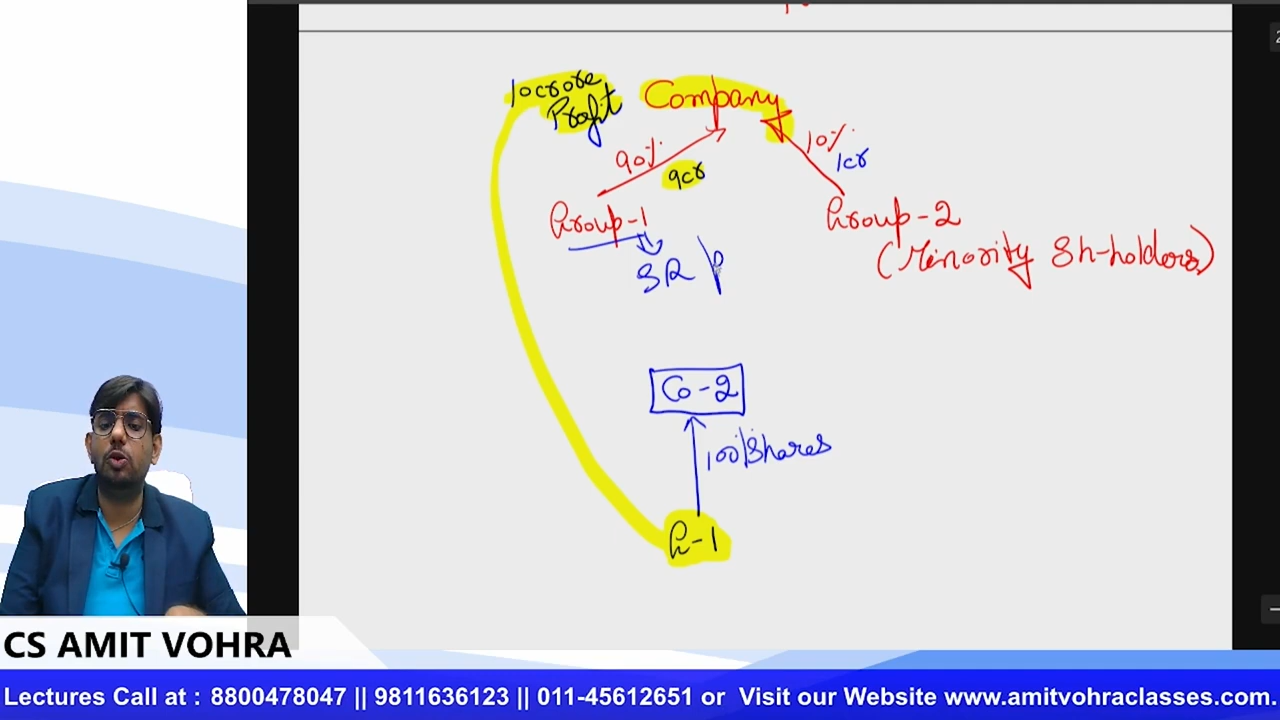 10crore
Profit
Company
90%
9cr
10%
1cr
Group-1
Group-2
(Minority Sh-holders)
SR
Co-2
100% Shares
G-1
CS AMIT VOHRA
Lectures Call at : 8800478047 || 9811636123 || 011-45612651 or Visit our Website www.amitvohraclasses.com.